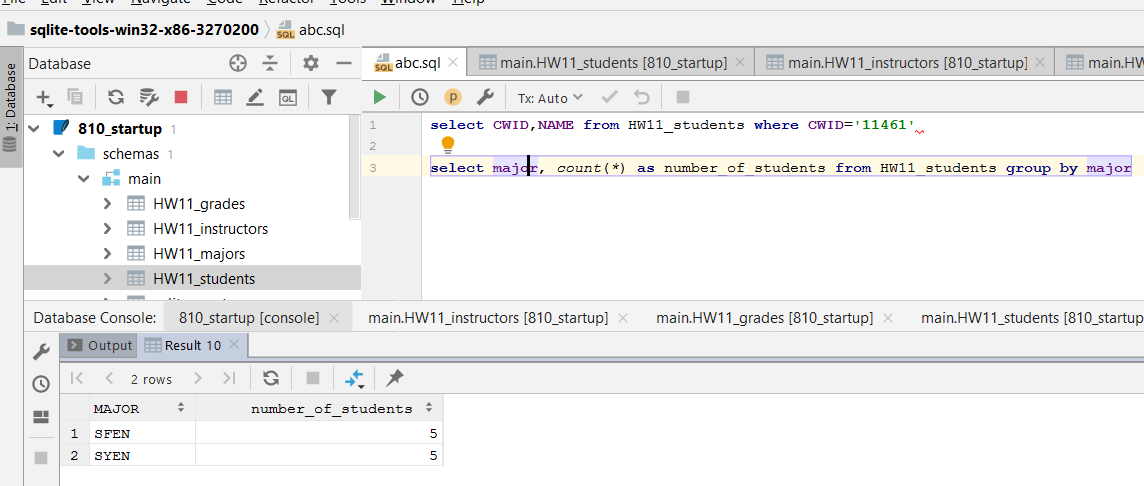 File Edit View Navigate Code Refactor Tools Window Help
sqlite-tools-win32-x86-3270200 abc.sql
1: Database
Database
abc.sql main.HW11_students [810_startup] main.HW11_instructors [810_startup] main.HW
Tx: Auto
810_startup 1
schemas 1
main
HW11_grades
HW11_instructors
HW11_majors
HW11_students
1 select CWID,NAME from HW11_students where CWID='11461'
2
3 select major, count(*) as number_of_students from HW11_students group by major
Database Console: 810_startup [console] main.HW11_instructors [810_startup] main.HW11_grades [810_startup] main.HW11_students [810_startup
Output Result 10
2 rows
MAJOR number_of_students
1 SFEN 5
2 SYEN 5